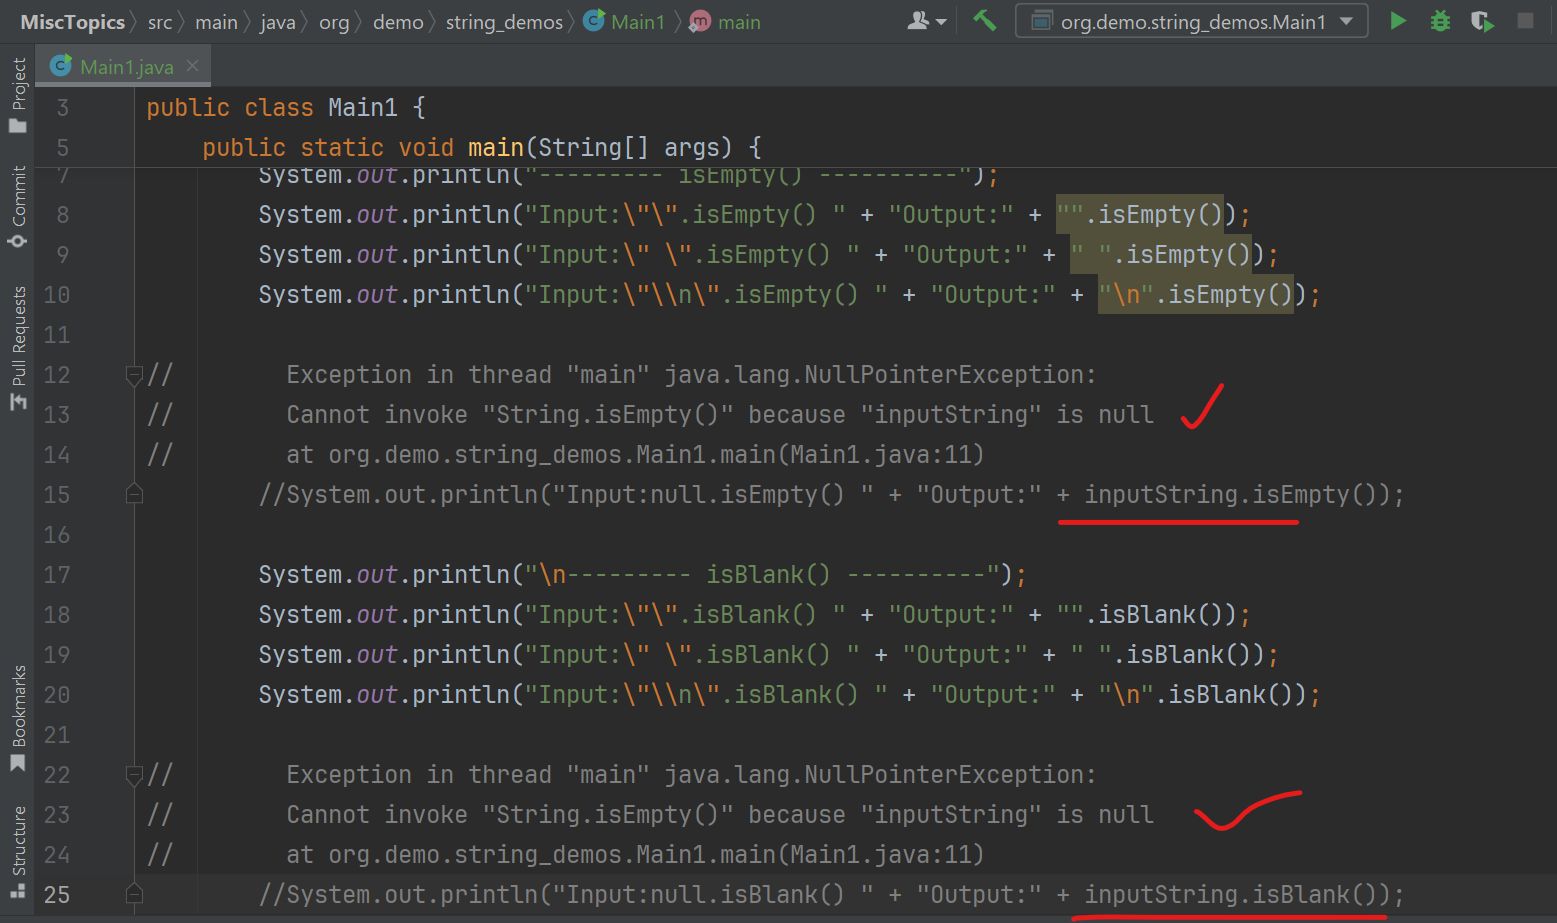 MiscTopics src main java org demo string_demos Main1 main org.demo.string_demos.Main1
Project
Commit
Pull Requests
Bookmarks
Structure
Main1.java
3 public class Main1 {
5 public static void main(String[] args) {
7 System.out.println("--------- isEmpty() ----------");
8 System.out.println("Input:\"\".isEmpty() " + "Output:" + "".isEmpty());
9 System.out.println("Input:\" \".isEmpty() " + "Output:" + " ".isEmpty());
10 System.out.println("Input:\"\\n\".isEmpty() " + "Output:" + "\n".isEmpty());
11
12 // Exception in thread "main" java.lang.NullPointerException:
13 // Cannot invoke "String.isEmpty()" because "inputString" is null
14 // at org.demo.string_demos.Main1.main(Main1.java:11)
15 //System.out.println("Input:null.isEmpty() " + "Output:" + inputString.isEmpty());
16
17 System.out.println("\n--------- isBlank() ----------");
18 System.out.println("Input:\"\".isBlank() " + "Output:" + "".isBlank());
19 System.out.println("Input:\" \".isBlank() " + "Output:" + " ".isBlank());
20 System.out.println("Input:\"\\n\".isBlank() " + "Output:" + "\n".isBlank());
21
22 // Exception in thread "main" java.lang.NullPointerException:
23 // Cannot invoke "String.isEmpty()" because "inputString" is null
24 // at org.demo.string_demos.Main1.main(Main1.java:11)
25 //System.out.println("Input:null.isBlank() " + "Output:" + inputString.isBlank());